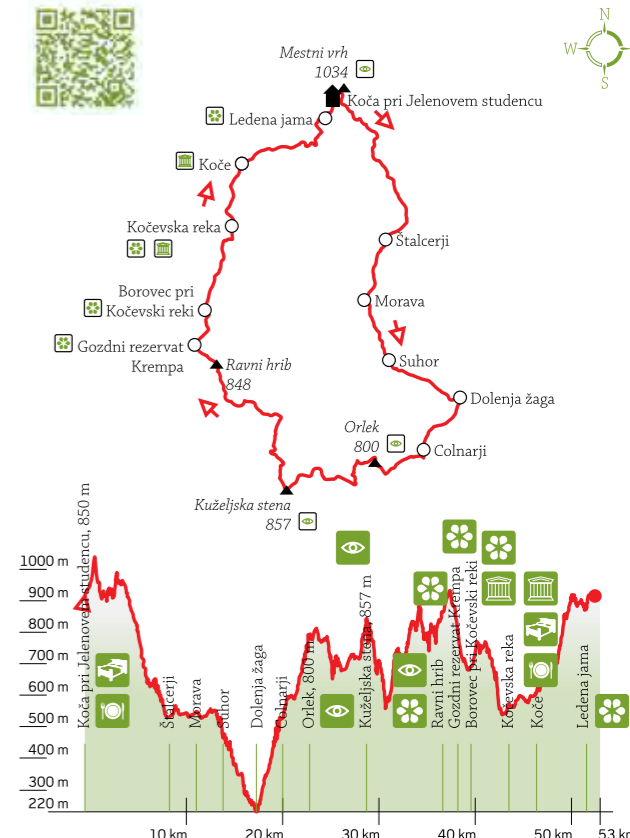 N
W
S
Mestni vrh
1034
Koča pri Jelenovem studencu
Ledena jama
Koče
Kočevska reka
Štalcerji
Borovec pri
Kočevski reki
Morava
Gozdni rezervat
Krempa
Ravni hrib
848
Suhor
Dolenja žaga
Orlek
800
Colnarji
Kuželjska stena
857
1000 m
900 m
800 m
700 m
600 m
500 m
400 m
300 m
220 m
Koča pri Jelenovem studencu, 850 m
Štalcerji
Morava
Suhor
Dolenja žaga
Colnarji
Orlek, 800 m
Kuželjska stena, 857 m
Ravni hrib
Gozdni rezervat Krempa
Borovec pri Kočevski reki
Kočevska reka
Koče
Ledena jama
10 km
20 km
30 km
40 km
50 km
53 km